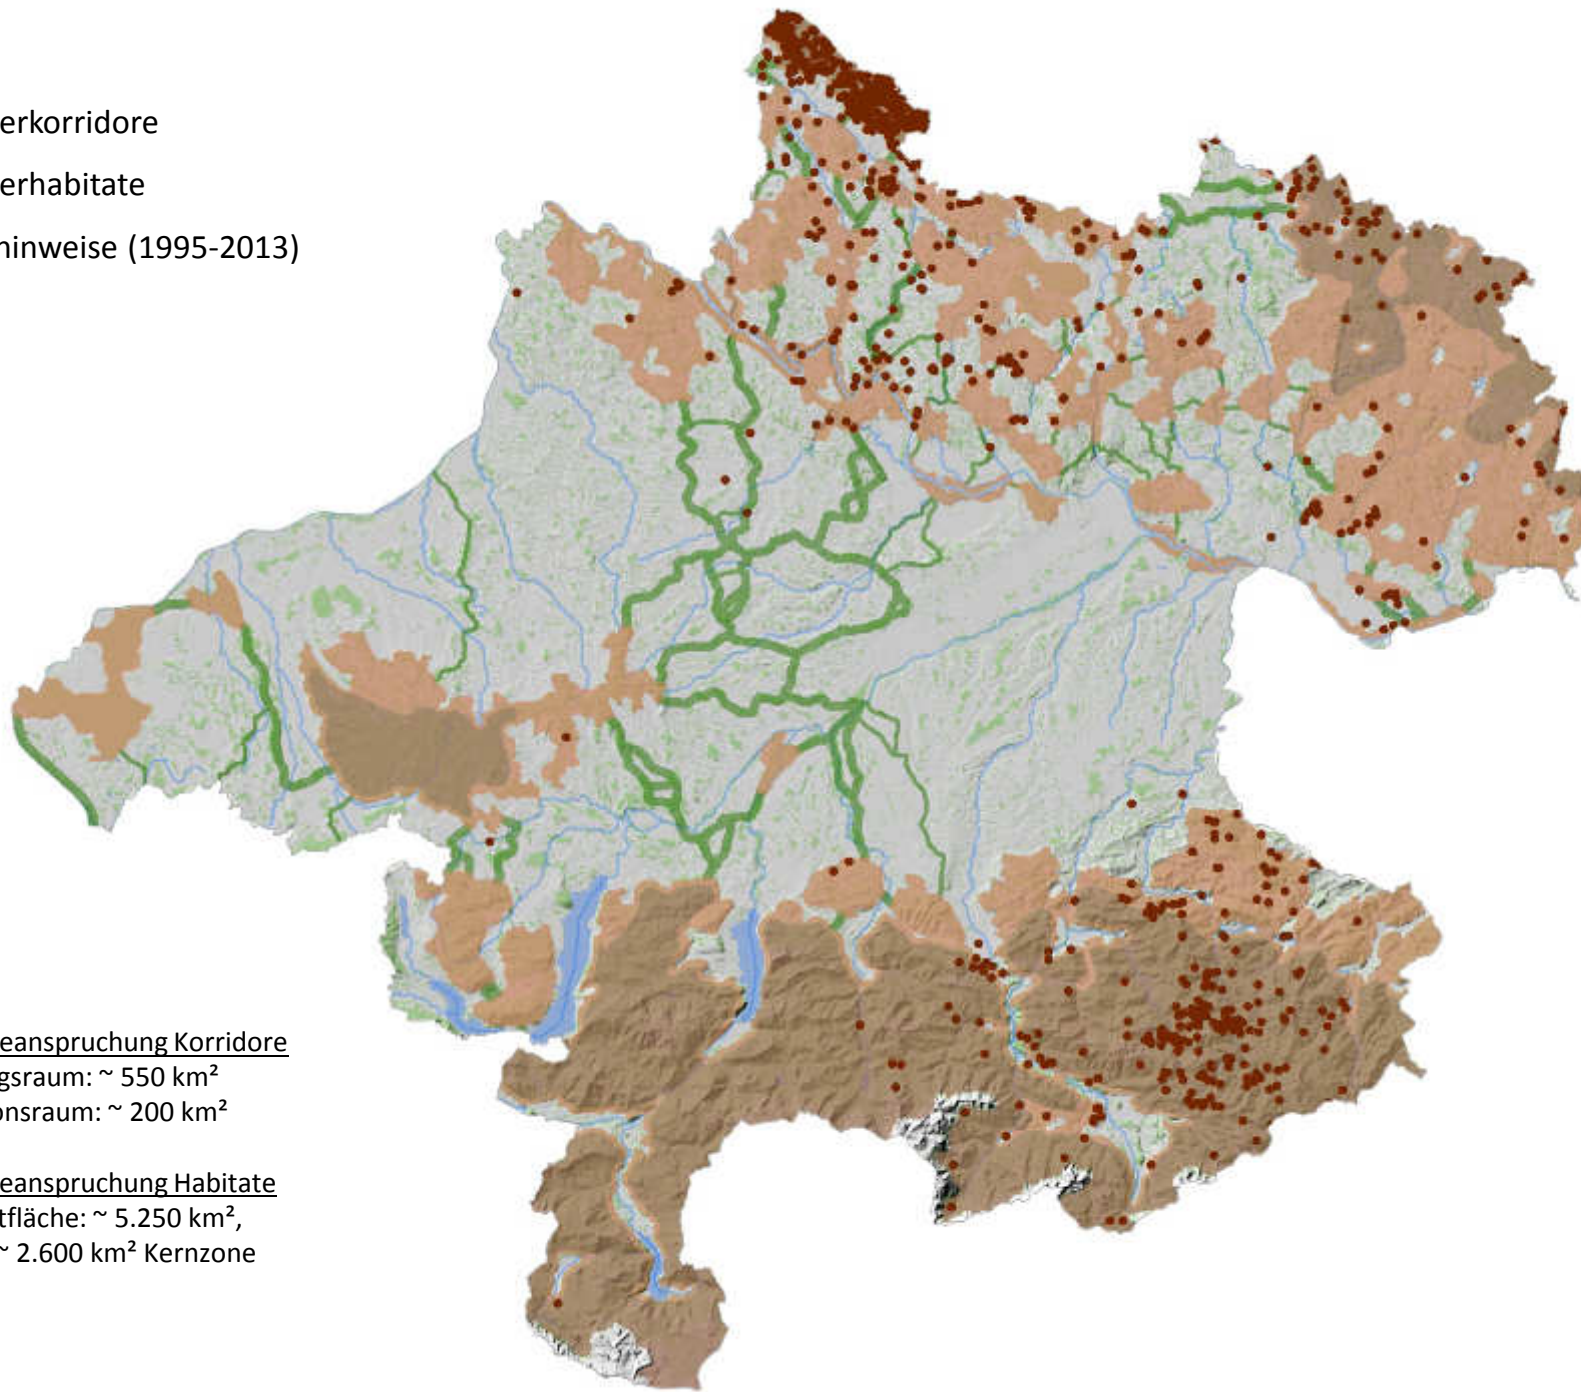 erkorridore
erhabitate
hinweise (1995-2013)
eanspruchung Korridore
gsraum: ~ 550 km²
onsraum: ~ 200 km²
eanspruchung Habitate
tfläche: ~ 5.250 km²,
~ 2.600 km² Kernzone